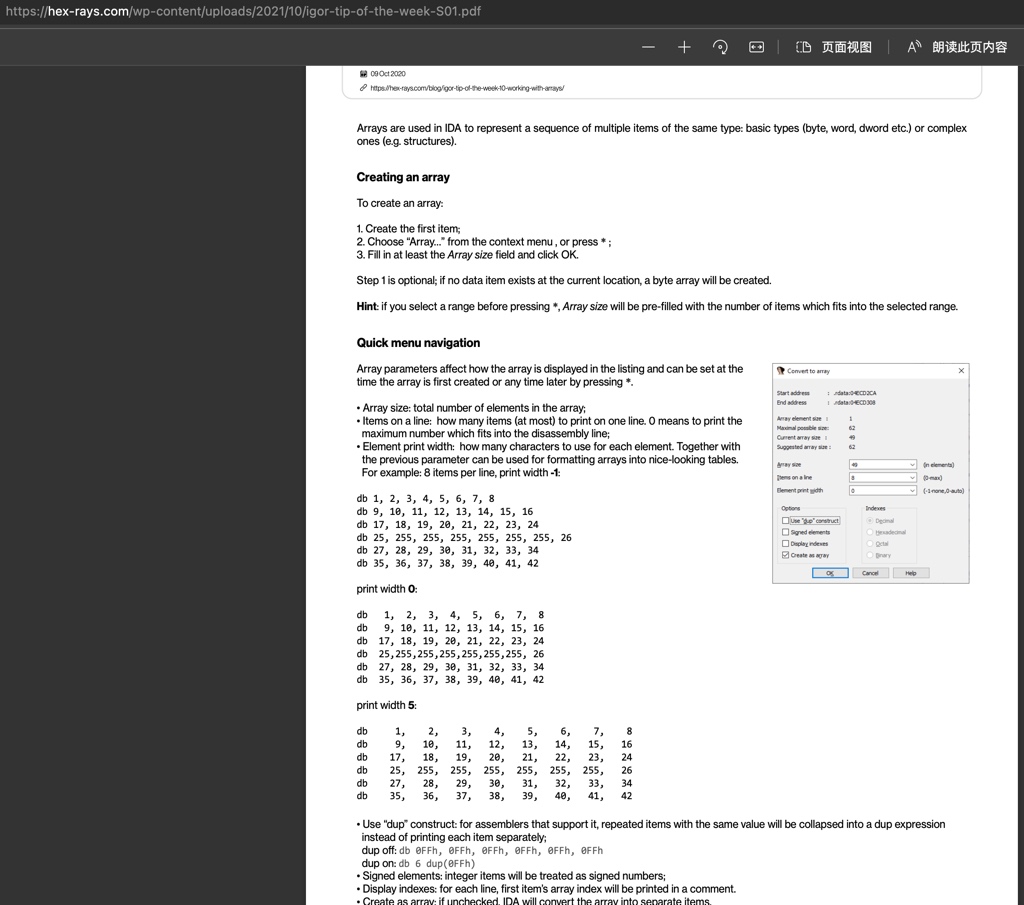 https://hex-rays.com/wp-content/uploads/2021/10/igor-tip-of-the-week-S01.pdf
页面视图
朗读此页内容
09 Oct 2020
https://hex-rays.com/blog/igor-tip-of-the-week-10-working-with-arrays/
Arrays are used in IDA to represent a sequence of multiple items of the same type: basic types (byte, word, dword etc.) or complex
ones (e.g. structures).
Creating an array
To create an array:
1. Create the first item;
2. Choose “Array...” from the context menu , or press * ;
3. Fill in at least the Array size field and click OK.
Step 1 is optional; if no data item exists at the current location, a byte array will be created.
Hint: if you select a range before pressing *, Array size will be pre-filled with the number of items which fits into the selected range.
Quick menu navigation
Array parameters affect how the array is displayed in the listing and can be set at the
time the array is first created or any time later by pressing *.
• Array size: total number of elements in the array;
• Items on a line: how many items (at most) to print on one line. 0 means to print the
maximum number which fits into the disassembly line;
• Element print width: how many characters to use for each element. Together with
the previous parameter can be used for formatting arrays into nice-looking tables.
For example: 8 items per line, print width -1:
db 1, 2, 3, 4, 5, 6, 7, 8
db 9, 10, 11, 12, 13, 14, 15, 16
db 17, 18, 19, 20, 21, 22, 23, 24
db 25, 255, 255, 255, 255, 255, 255, 26
db 27, 28, 29, 30, 31, 32, 33, 34
db 35, 36, 37, 38, 39, 40, 41, 42
print width 0:
db   1,  2,  3,  4,  5,  6,  7,  8
db   9, 10, 11, 12, 13, 14, 15, 16
db  17, 18, 19, 20, 21, 22, 23, 24
db  25,255,255,255,255,255,255, 26
db  27, 28, 29, 30, 31, 32, 33, 34
db  35, 36, 37, 38, 39, 40, 41, 42
print width 5:
db     1,    2,    3,    4,    5,    6,    7,    8
db     9,   10,   11,   12,   13,   14,   15,   16
db    17,   18,   19,   20,   21,   22,   23,   24
db    25,  255,  255,  255,  255,  255,  255,   26
db    27,   28,   29,   30,   31,   32,   33,   34
db    35,   36,   37,   38,   39,   40,   41,   42
Convert to array
Start address : .rdata:04ECD2CA
End address : .rdata:04ECD308
Array element size : 1
Maximal possible size: 62
Current array size : 49
Suggested array size : 62
Array size 49 (in elements)
Items on a line 8 (0-max)
Element print width 0 (-1-none,0-auto)
Options Indexes
Use "dup" construct Decimal
Signed elements Hexadecimal
Display indexes Octal
Create as array Binary
OK Cancel Help
• Use “dup” construct: for assemblers that support it, repeated items with the same value will be collapsed into a dup expression
instead of printing each item separately;
dup off: db 0FFh, 0FFh, 0FFh, 0FFh, 0FFh, 0FFh
dup on: db 6 dup(0FFh)
• Signed elements: integer items will be treated as signed numbers;
• Display indexes: for each line, first item’s array index will be printed in a comment.
• Create as array: if unchecked, IDA will convert the array into separate items.